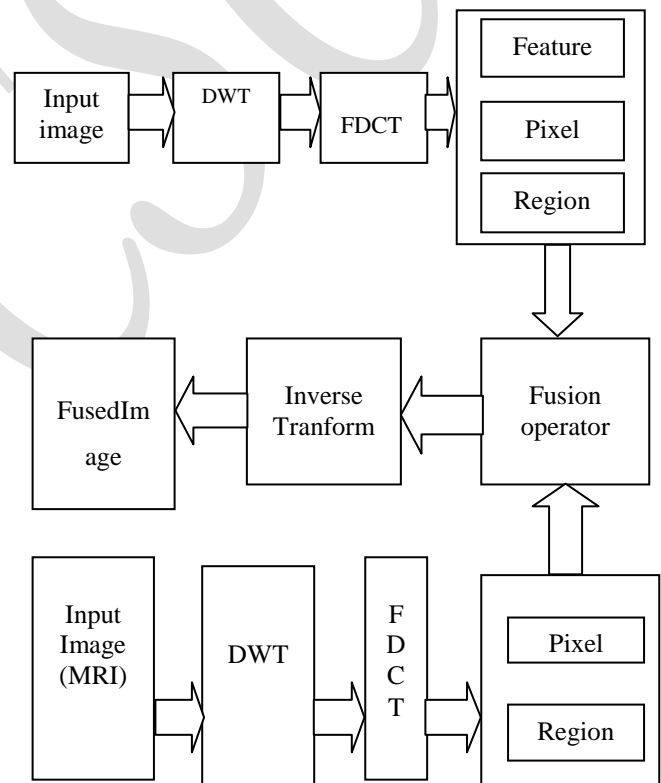 Input
image
DWT
FDCT
Feature
Pixel
Region
FusedIm
age
Inverse
Tranform
Fusion
operator
Input
Image
(MRI)
DWT
F
D
C
T
Pixel
Region